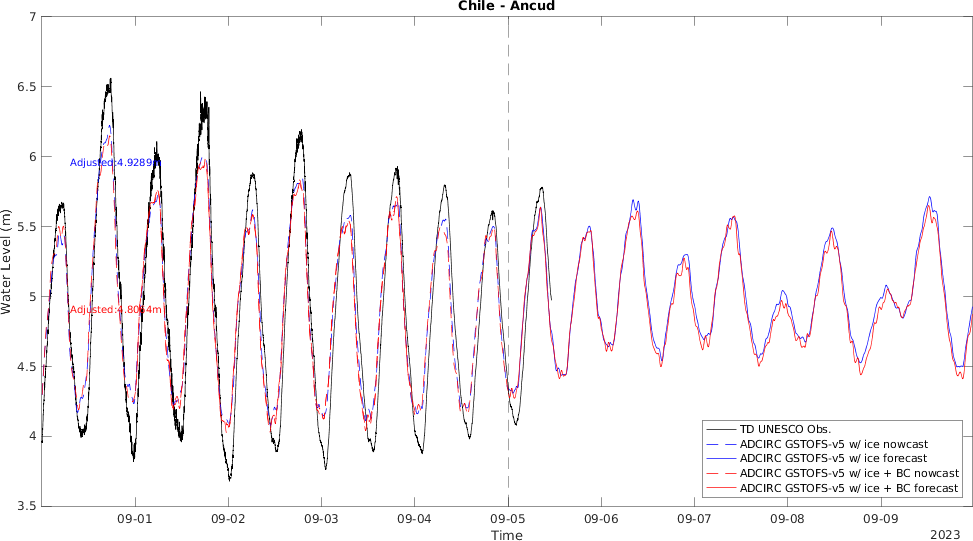 Chile - Ancud
7
6.5
6
5.5
5
4.5
4
3.5
Water Level (m)
Adjusted:4.9289m
Adjusted:4.8064m
TD UNESCO Obs.
ADCIRC GSTOFS-v5 w/ ice nowcast
ADCIRC GSTOFS-v5 w/ ice forecast
ADCIRC GSTOFS-v5 w/ ice + BC nowcast
ADCIRC GSTOFS-v5 w/ ice + BC forecast
09-01 09-02 09-03 09-04 09-05 09-06 09-07 09-08 09-09
Time
2023